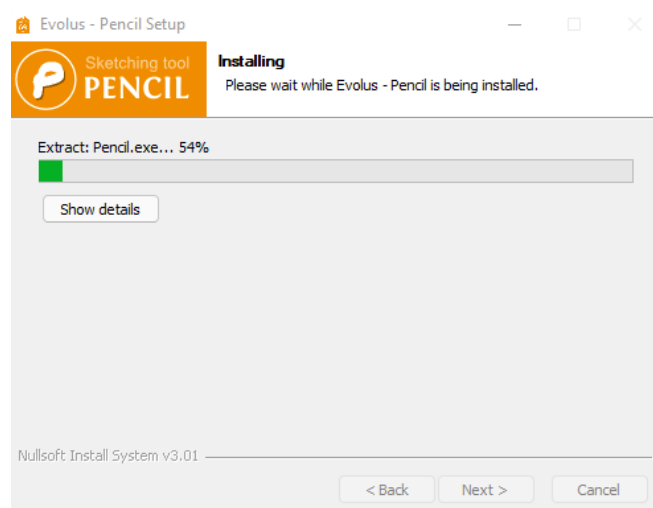 Evolus - Pencil Setup
Sketching tool
PENCIL
Installing
Please wait while Evolus - Pencil is being installed.
Extract: Pencil.exe... 54%
Show details
Nullsoft Install System v3.01
< Back
Next >
Cancel